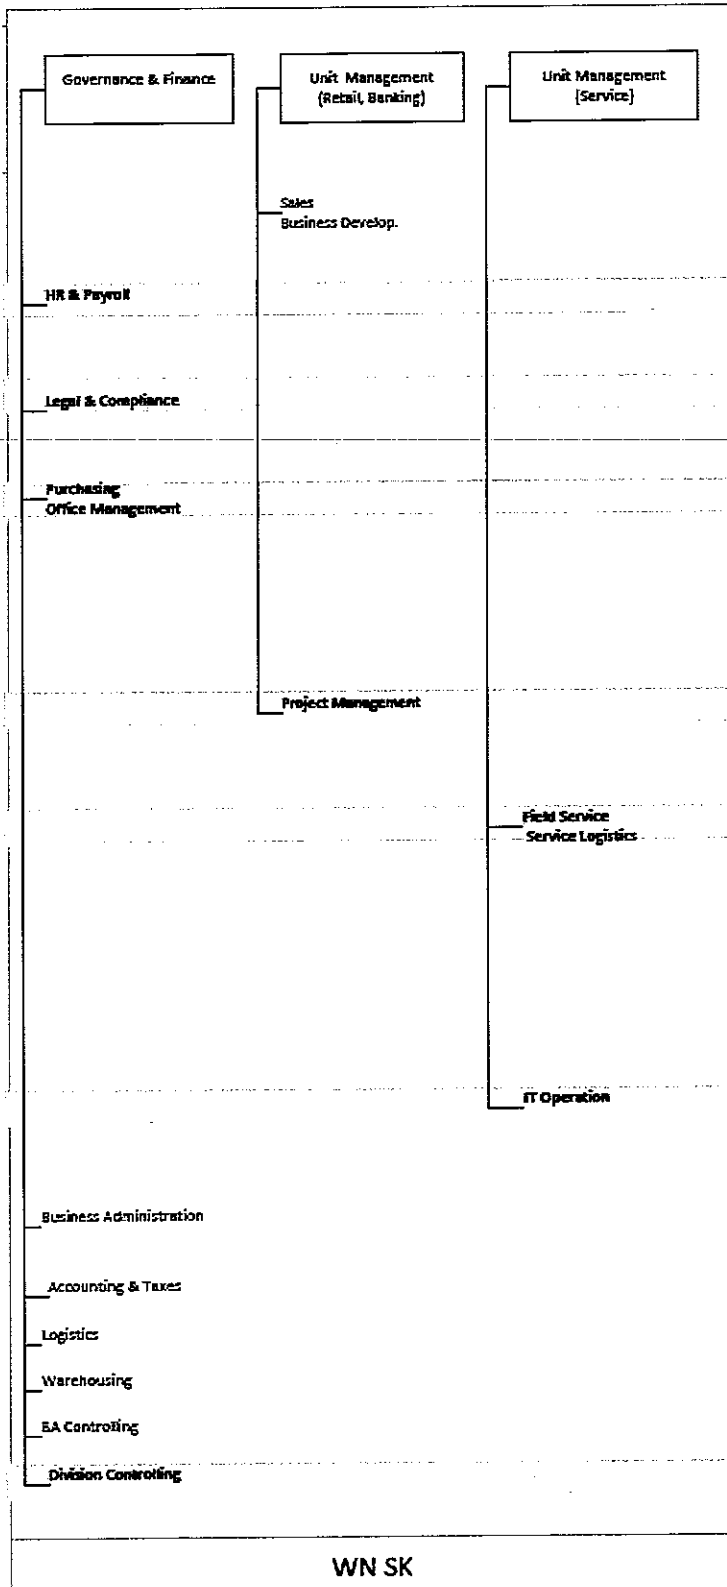 Governance & Finance
Unit Management
(Retail, Banking)
Unit Management
(Service)
Sales
Business Develop.
HR & Payroll
Legal & Compliance
Purchasing
Office Management
Project Management
Field Service
Service Logistics
IT Operation
Business Administration
Accounting & Taxes
Logistics
Warehousing
BA Controlling
Division Controlling
WN SK